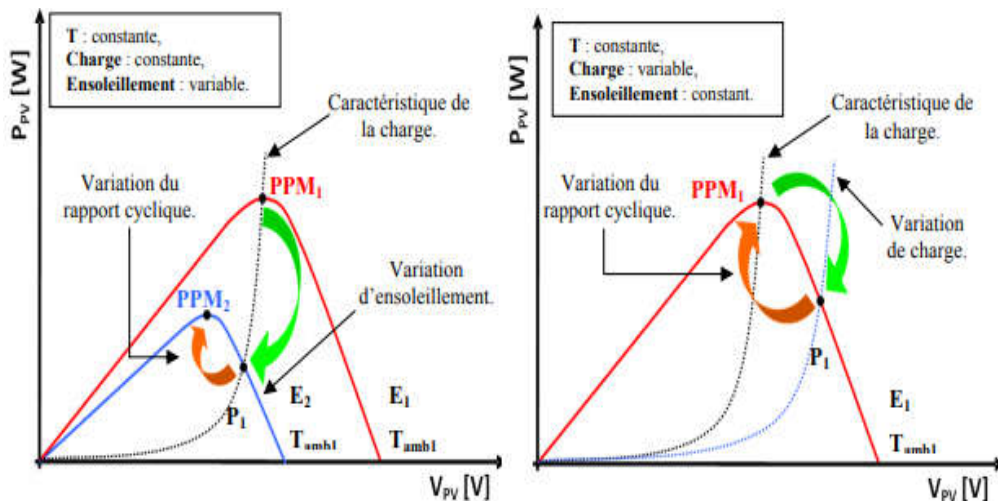 T : constante,
Charge : constante,
Ensoleillement : variable.
P_PV [W]
Caractéristique de
la charge.
Variation du
rapport cyclique.
PPM1
PPM2
Variation
d'ensoleillement.
P1
E2
E1
Tamb1
Tamb1
V_PV [V]
T : constante,
Charge : variable,
Ensoleillement : constant.
P_PV [W]
Caractéristique de
la charge.
PPM1
Variation du
rapport cyclique.
Variation
de charge.
P1
E1
Tamb1
V_PV [V]